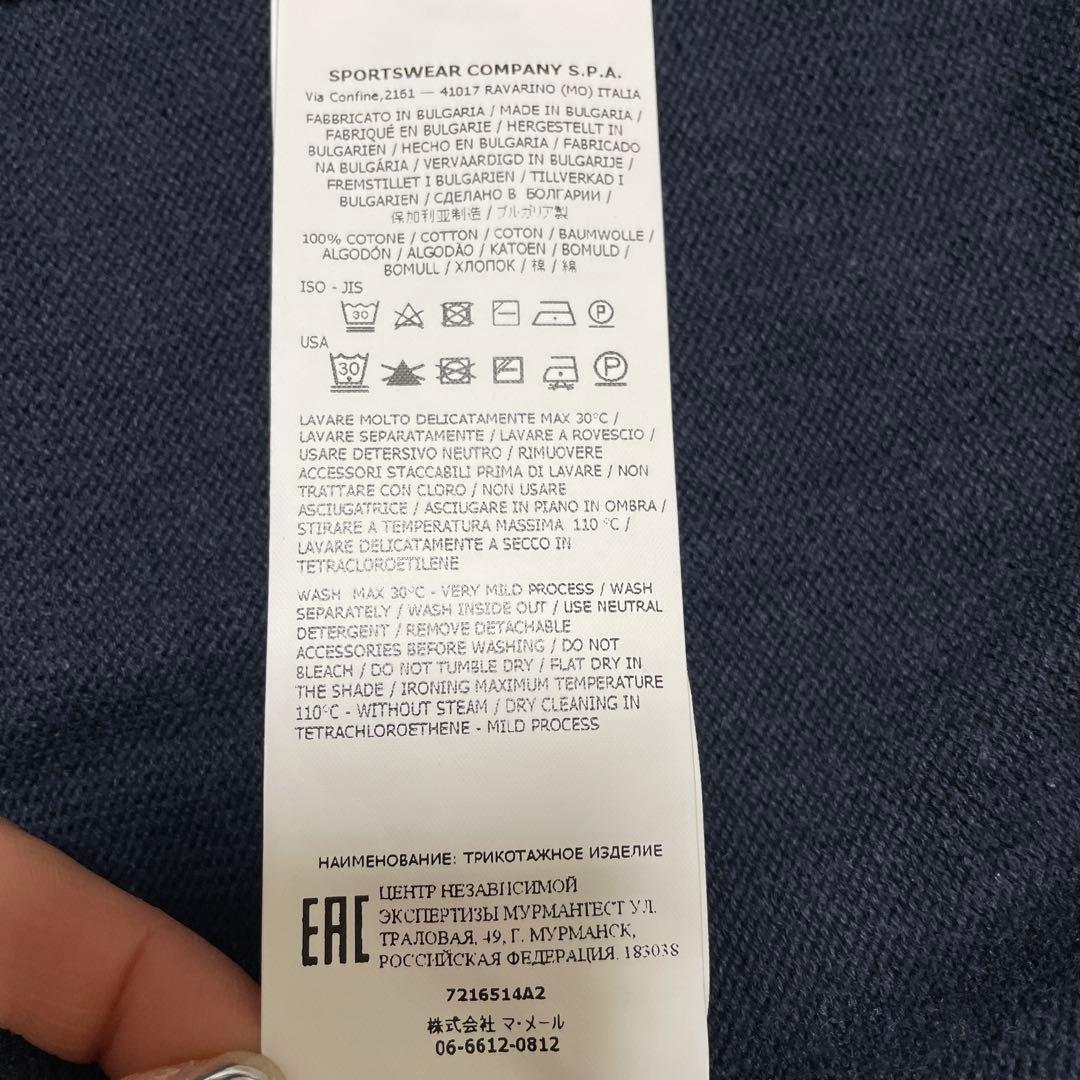 SPORTSWEAR COMPANY S.P.A.
Via Confine,2161 — 41017 RAVARINO (MO) ITALIA
FABBRICATO IN BULGARIA / MADE IN BULGARIA /
FABRIQUÉ EN BULGARIE / HERGESTELLT IN
BULGARIEN / HECHO EN BULGARIA / FABRICADO
NA BULGÁRIA / VERVAARDIGD IN BULGARIJE /
FREMSTILLET I BULGARIEN / TILLVERKAD I
BULGARIEN / СДЕЛАНО В БОЛГАРИИ /
保加利亚制造 / ブルガリア製
100% COTONE / COTTON / COTON / BAUMWOLLE /
ALGODÓN / ALGODÃO / KATOEN / BOMULD /
BOMULL / ХЛОПОК / 棉 / 綿
ISO - JIS
30 P
USA
30 P
LAVARE MOLTO DELICATAMENTE MAX 30°C /
LAVARE SEPARATAMENTE / LAVARE A ROVESCIO /
USARE DETERSIVO NEUTRO / RIMUOVERE
ACCESSORI STACCABILI PRIMA DI LAVARE / NON
TRATTARE CON CLORO / NON USARE
ASCIUGATRICE / ASCIUGARE IN PIANO IN OMBRA /
STIRARE A TEMPERATURA MASSIMA 110 °C /
LAVARE DELICATAMENTE A SECCO IN
TETRACLOROETILENE
WASH MAX 30°C - VERY MILD PROCESS / WASH
SEPARATELY / WASH INSIDE OUT / USE NEUTRAL
DETERGENT / REMOVE DETACHABLE
ACCESSORIES BEFORE WASHING / DO NOT
BLEACH / DO NOT TUMBLE DRY / FLAT DRY IN
THE SHADE / IRONING MAXIMUM TEMPERATURE
110°C - WITHOUT STEAM / DRY CLEANING IN
TETRACHLOROETHENE - MILD PROCESS
НАИМЕНОВАНИЕ: ТРИКОТАЖНОЕ ИЗДЕЛИЕ
EAC
ЦЕНТР НЕЗАВИСИМОЙ
ЭКСПЕРТИЗЫ МУРМАНТЕСТ УЛ.
ТРАЛОВАЯ, 49, Г. МУРМАНСК,
РОССИЙСКАЯ ФЕДЕРАЦИЯ. 183038
7216514A2
株式会社 マ・メール
06-6612-0812